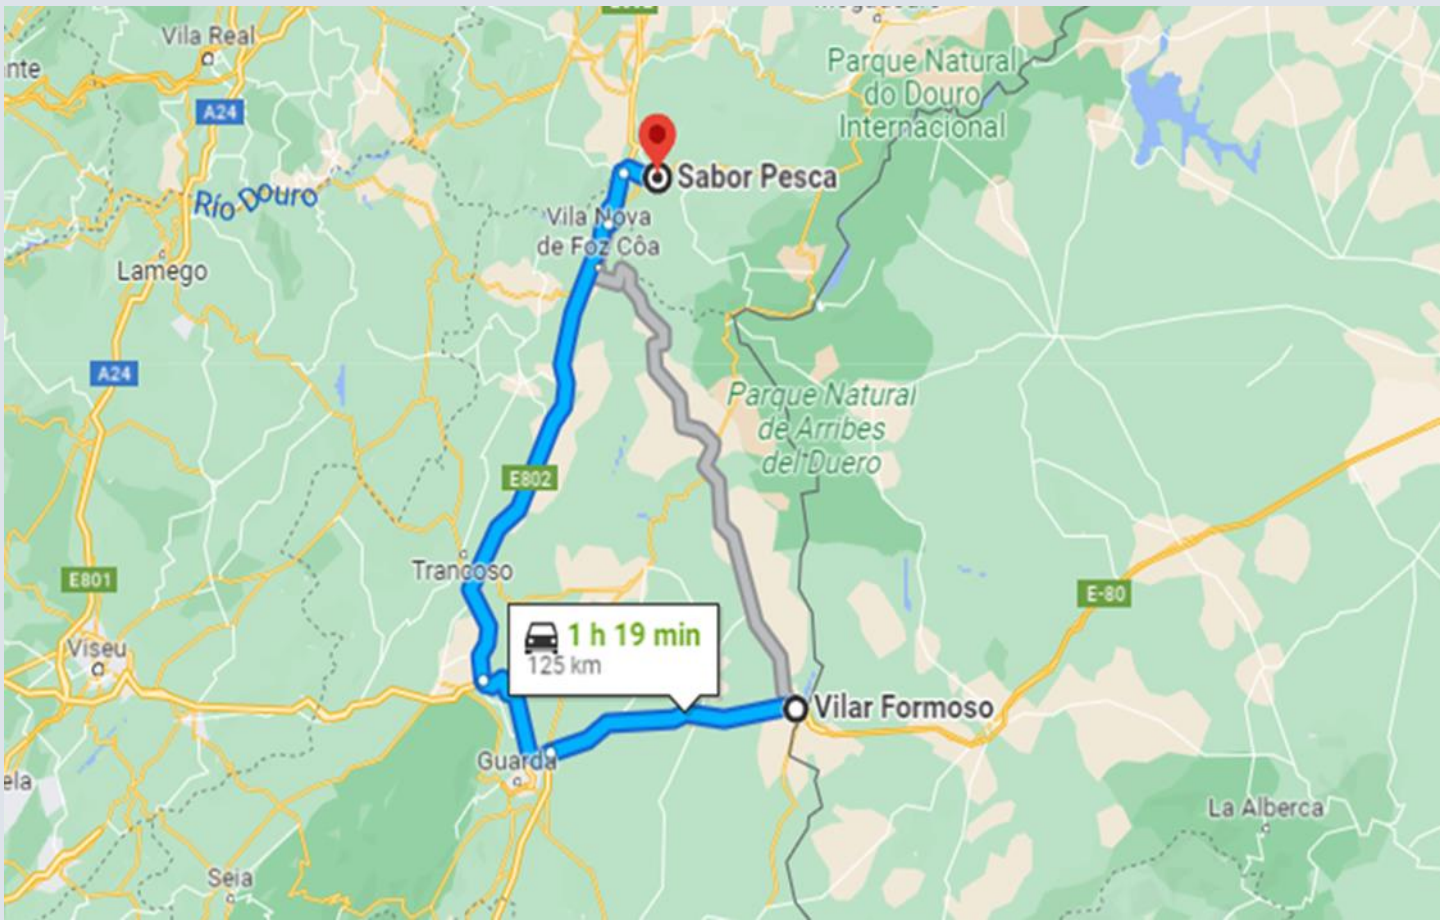 Vila Real
nte
A24
Parque Natural
do Douro
Internacional
Sabor Pesca
Río Douro
Vila Nova
de Foz Côa
Lamego
A24
Parque Natural
de Arribes
del Duero
E802
Trancoso
E801
E-80
1 h 19 min
125 km
Viseu
Vilar Formoso
Guarda
ela
La Alberca
Seia